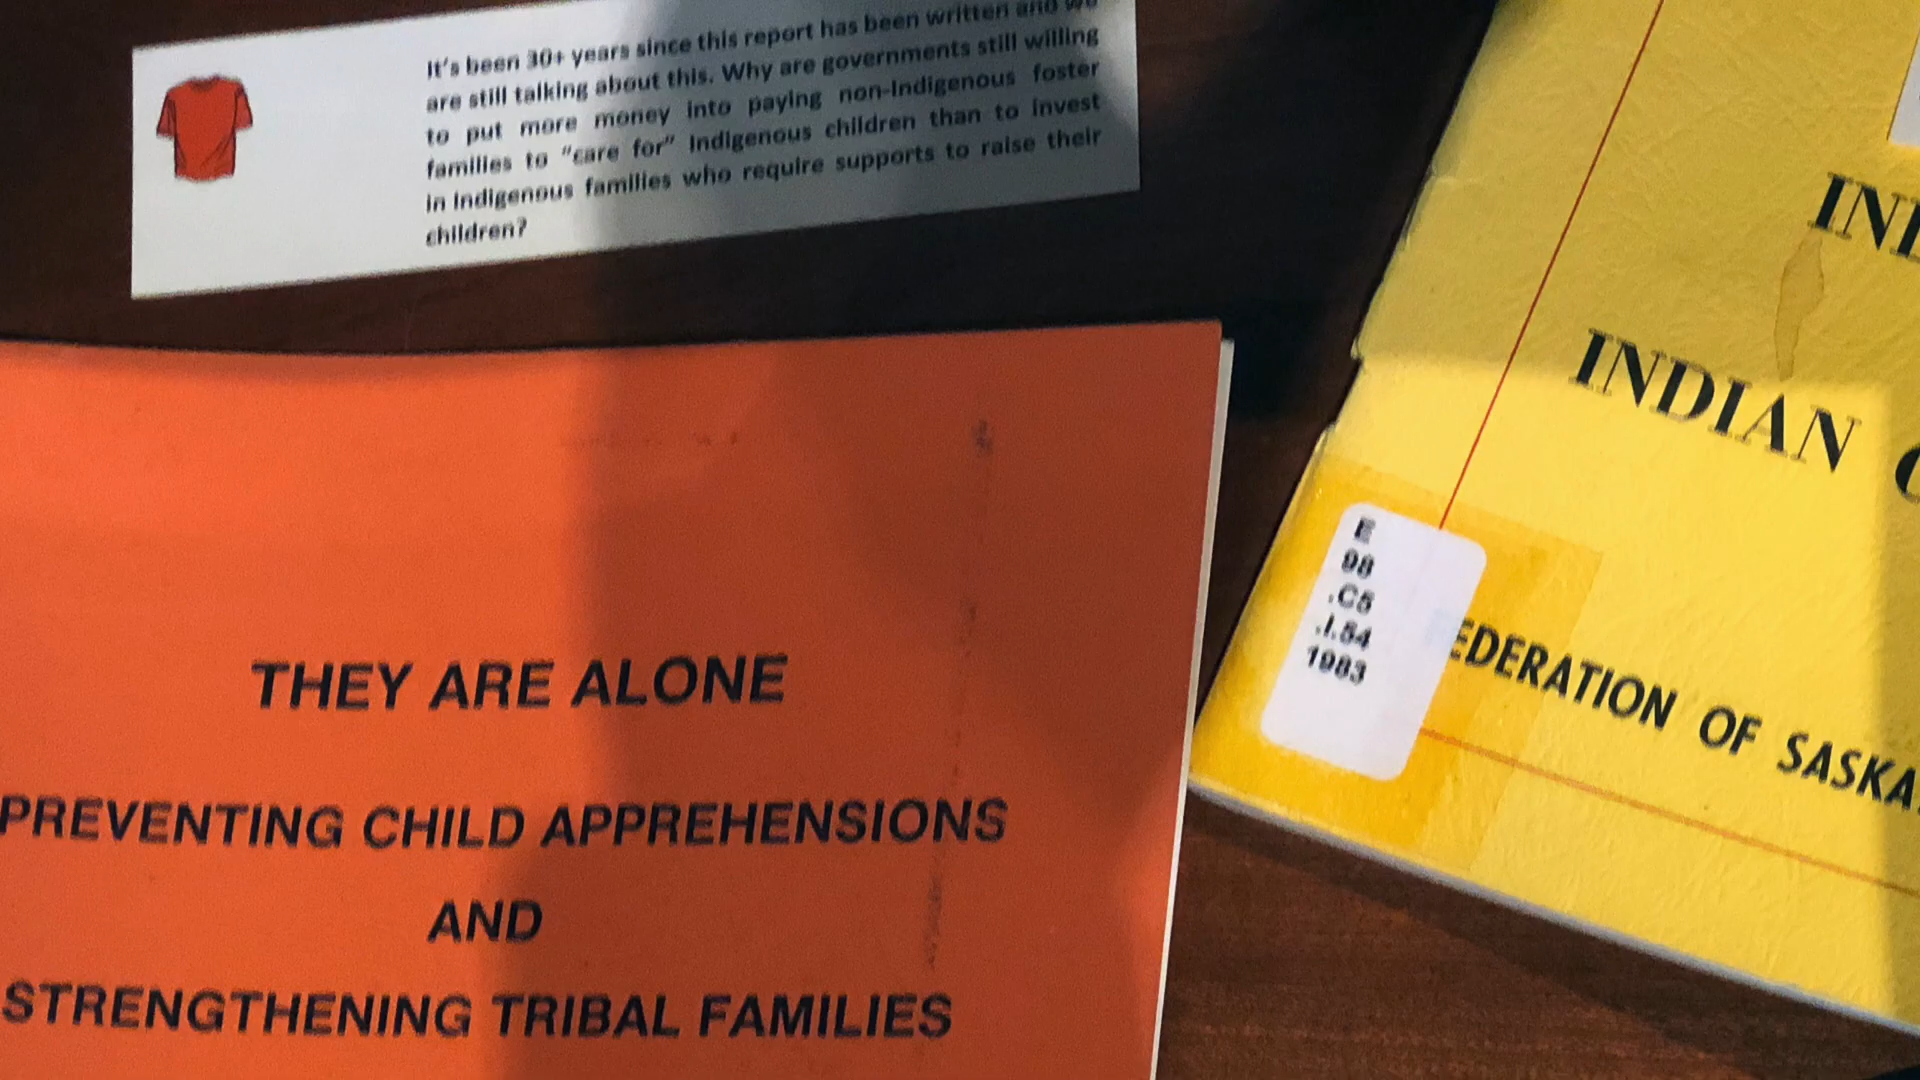 It's been 30+ years since this report has been written and we
are still talking about this. Why are governments still willing
to put more money into paying non-Indigenous foster
families to "care for" Indigenous children than to invest
in Indigenous families who require supports to raise their
children?
THEY ARE ALONE
PREVENTING CHILD APPREHENSIONS
AND
STRENGTHENING TRIBAL FAMILIES
IND
INDIAN C
E
98
.C5
.I.54
1983
EDERATION OF SASKA